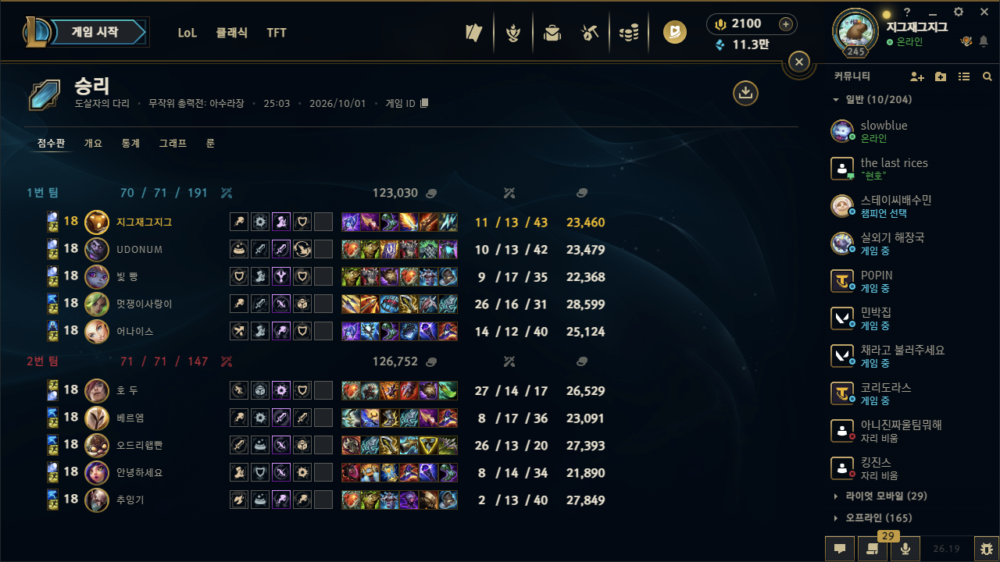 게임 시작
LoL
클래식
TFT
2100
11.3만
245
지그재그지그
온라인
승리
도살자의 다리 • 무작위 총력전: 아수라장 • 25:03 • 2026/10/01 • 게임 ID
점수판 개요 통계 그래프 룬
1번 팀 70 / 71 / 191 123,030
18 지그재그지그 11 / 13 / 43 23,460
18 UDONUM 10 / 13 / 42 23,479
18 빛 빵 9 / 17 / 35 22,368
18 멋쟁이사랑이 26 / 16 / 31 28,599
18 어나이스 14 / 12 / 40 25,124
2번 팀 71 / 71 / 147 126,752
18 호 두 27 / 14 / 17 26,529
18 베르엠 8 / 17 / 36 23,091
18 오드리햅빤 26 / 13 / 20 27,393
18 안녕하세요 8 / 14 / 34 21,890
18 추잉기 2 / 13 / 40 27,849
커뮤니티
일반 (10/204)
slowblue
온라인
the last rices
"현호"
스테이씨배수민
챔피언 선택
실외기 해장국
게임 중
POPIN
게임 중
민박집
게임 중
채라고 불러주세요
게임 중
코리도라스
게임 중
아니진짜울팀뭐해
자리 비움
킹진스
자리 비움
라이엇 모바일 (29)
오프라인 (165)
29
26.19